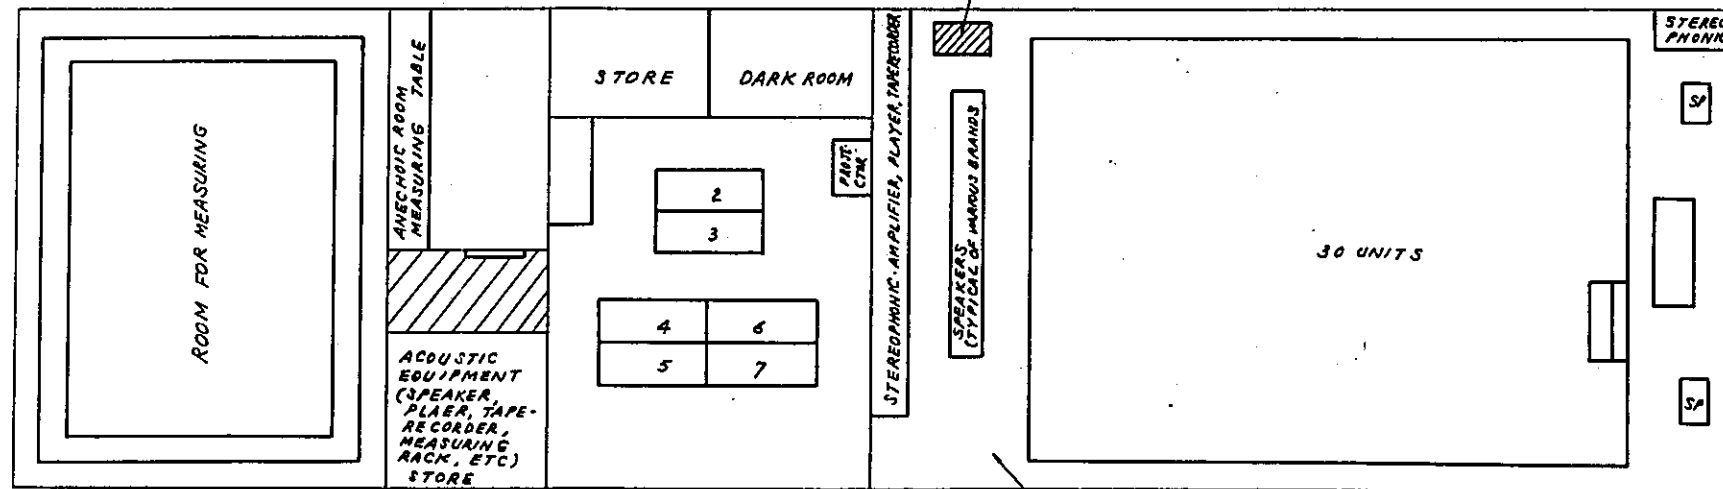 ROOM FOR MEASURING
ANECHOIC ROOM
MEASURING TABLE
ACOUSTIC
EQUIPMENT
(SPEAKER,
PLAER, TAPE-
RECORDER,
MEASURING
RACK, ETC)
STORE
STORE
DARK ROOM
2
3
4
6
5
7
STEREOPHONIC-AMPLIFIER, PLAYER, TAPERECORDER
SPEAKERS
(TYPICAL OF VARIOUS BRANDS
30 UNITS
SP
SP